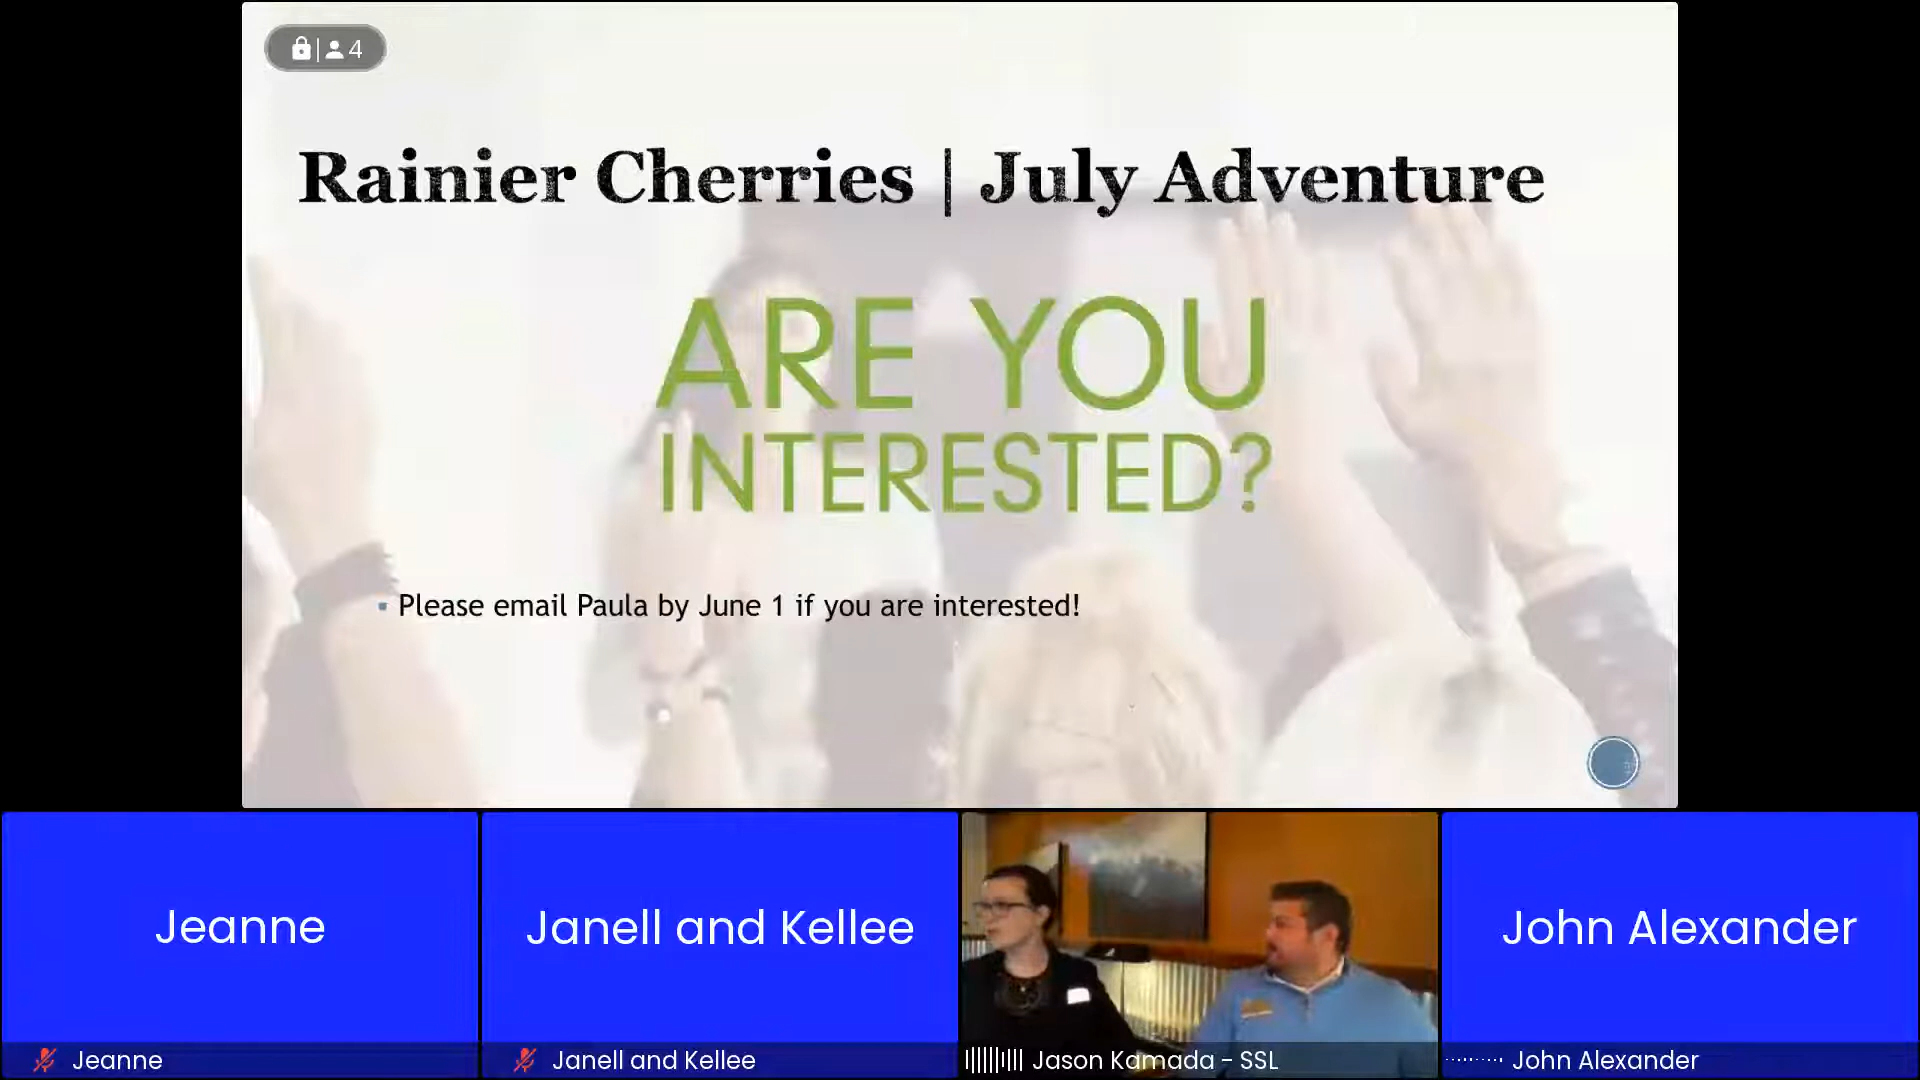 4
Rainier Cherries | July Adventure
ARE YOU
INTERESTED?
Please email Paula by June 1 if you are interested!
Jeanne
Janell and Kellee
John Alexander
Jeanne
Janell and Kellee
Jason Kamada - SSL
John Alexander